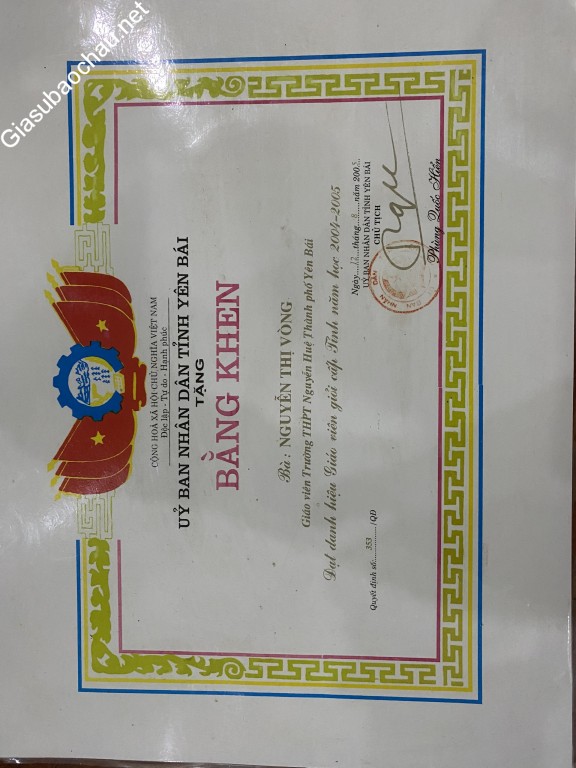 Giasubaochau.net
CỘNG HOÀ XÃ HỘI CHỦ NGHĨA VIỆT NAM
Độc lập - Tự do - Hạnh phúc
UỶ BAN NHÂN DÂN TỈNH YÊN BÁI
TẶNG
BẰNG KHEN
Bà : NGUYỄN THỊ VÒNG
Giáo viên Trường THPT Nguyễn Huệ Thành phố Yên Bái
Đạt danh hiệu Giáo viên giỏi cấp Tỉnh năm học 2004-2005
Quyết định số:....353....../QĐ
Ngày....12....tháng...8....năm 2005
UỶ BAN NHÂN DÂN TỈNH YÊN BÁI
CHỦ TỊCH
Phùng Quốc Hiển